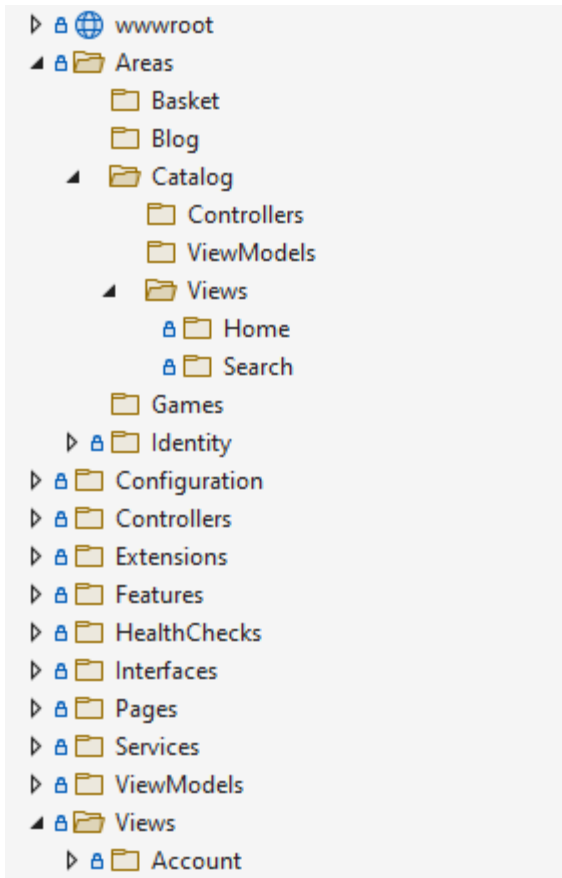 wwwroot
Areas
Basket
Blog
Catalog
Controllers
ViewModels
Views
Home
Search
Games
Identity
Configuration
Controllers
Extensions
Features
HealthChecks
Interfaces
Pages
Services
ViewModels
Views
Account